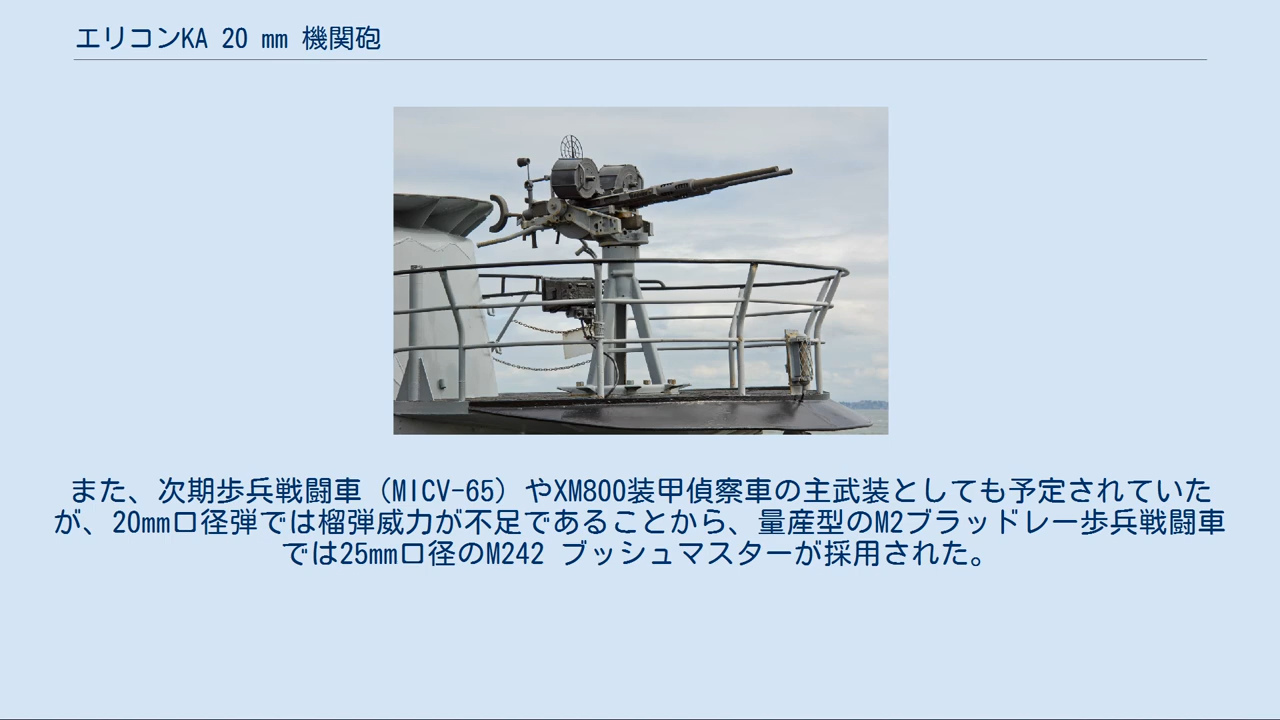 エリコンKA 20 mm 機関砲
また、次期歩兵戦闘車（MICV-65）やXM800装甲偵察車の主武装としても予定されていた
が、20mm口径弾では榴弾威力が不足であることから、量産型のM2ブラッドレー歩兵戦闘車
では25mm口径のM242 ブッシュマスターが採用された。